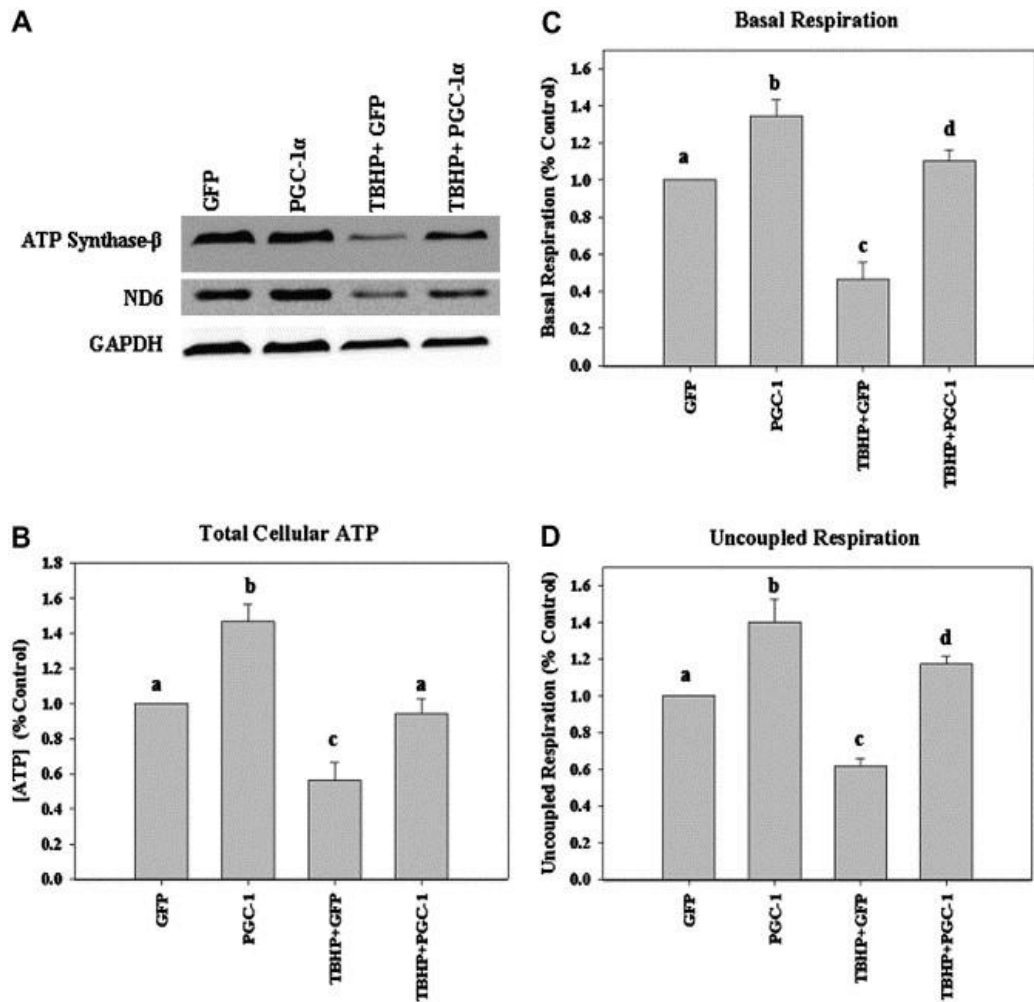 A
GFP
PGC-1α
TBHP+ GFP
TBHP+ PGC-1α
ATP Synthase-β
ND6
GAPDH
B
Total Cellular ATP
[ATP] (% Control)
1.8
1.6
1.4
1.2
1.0
0.8
0.6
0.4
0.2
0.0
a
b
c
a
GFP
PGC-1
TBHP+GFP
TBHP+PGC-1
C
Basal Respiration
Basal Respiration (% Control)
1.6
1.4
1.2
1.0
0.8
0.6
0.4
0.2
0.0
a
b
c
d
GFP
PGC-1
TBHP+GFP
TBHP+PGC-1
D
Uncoupled Respiration
Uncoupled Respiration (% Control)
1.6
1.4
1.2
1.0
0.8
0.6
0.4
0.2
0.0
a
b
c
d
GFP
PGC-1
TBHP+GFP
TBHP+PGC-1